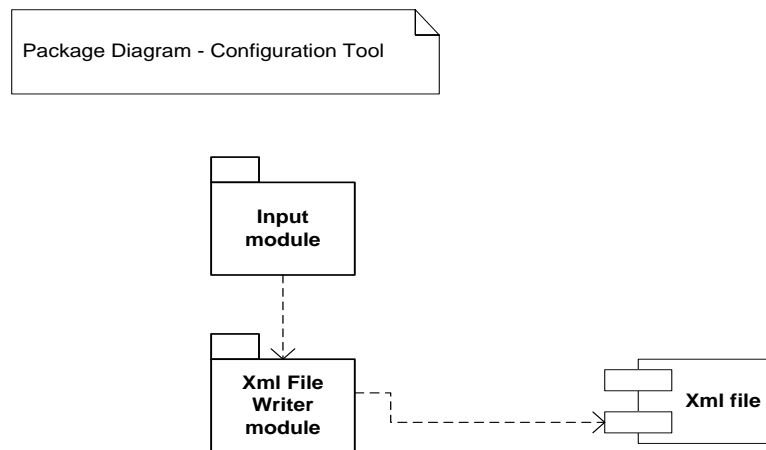 Package Diagram - Configuration Tool
Input
module
Xml File
Writer
module
Xml file